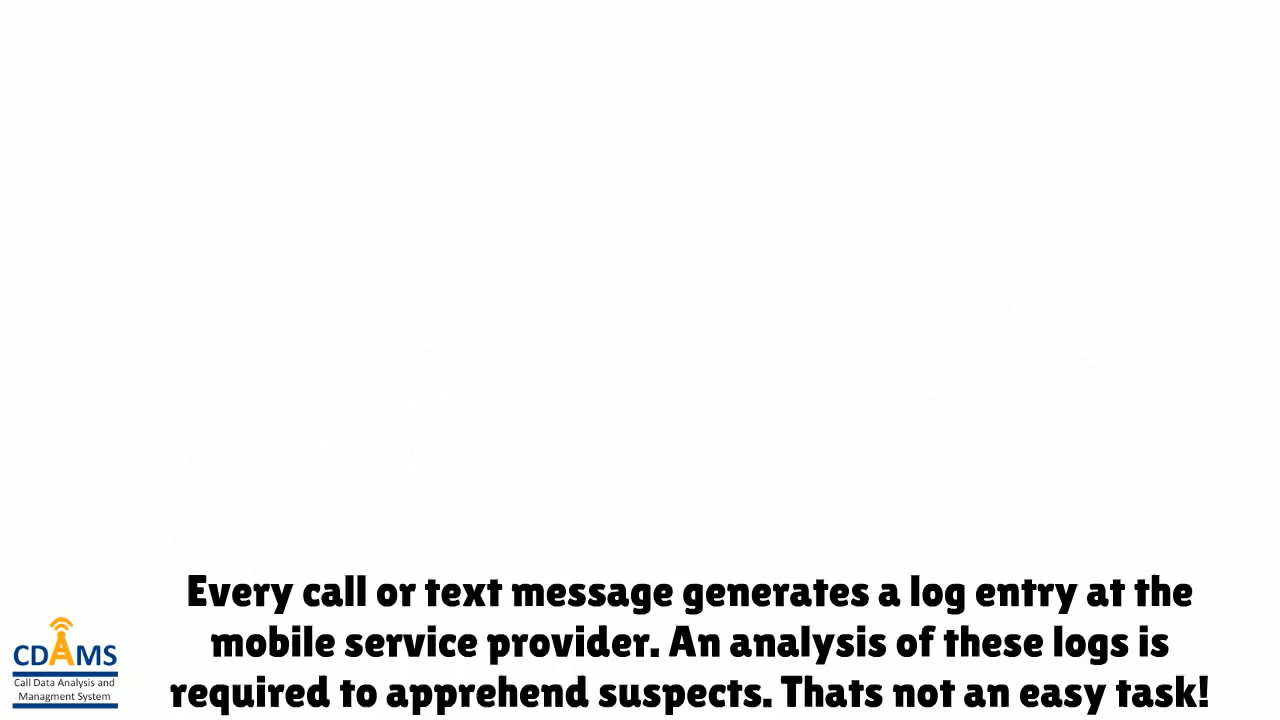 Every call or text message generates a log entry at the
mobile service provider. An analysis of these logs is
required to apprehend suspects. Thats not an easy task!
CDAMS
Call Data Analysis and
Managment System